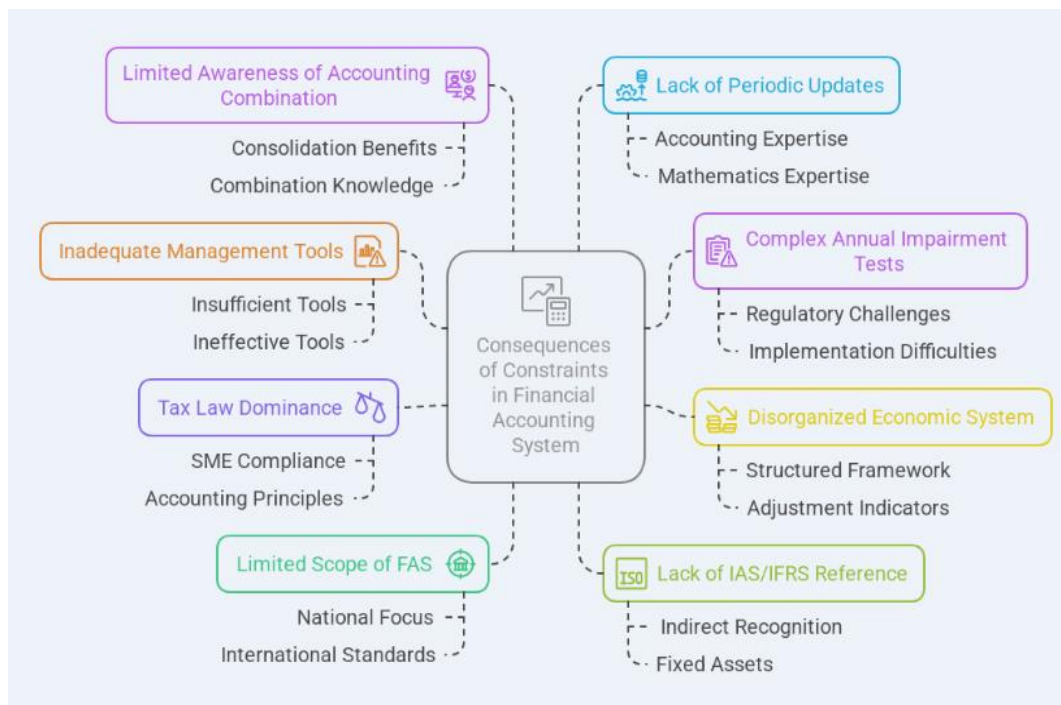 Limited Awareness of Accounting
Combination
Consolidation Benefits
Combination Knowledge
Inadequate Management Tools
Insufficient Tools
Ineffective Tools
Tax Law Dominance
SME Compliance
Accounting Principles
Limited Scope of FAS
National Focus
International Standards
Consequences
of Constraints
in Financial
Accounting
System
Lack of Periodic Updates
Accounting Expertise
Mathematics Expertise
Complex Annual Impairment
Tests
Regulatory Challenges
Implementation Difficulties
Disorganized Economic System
Structured Framework
Adjustment Indicators
ISO
Lack of IAS/IFRS Reference
Indirect Recognition
Fixed Assets